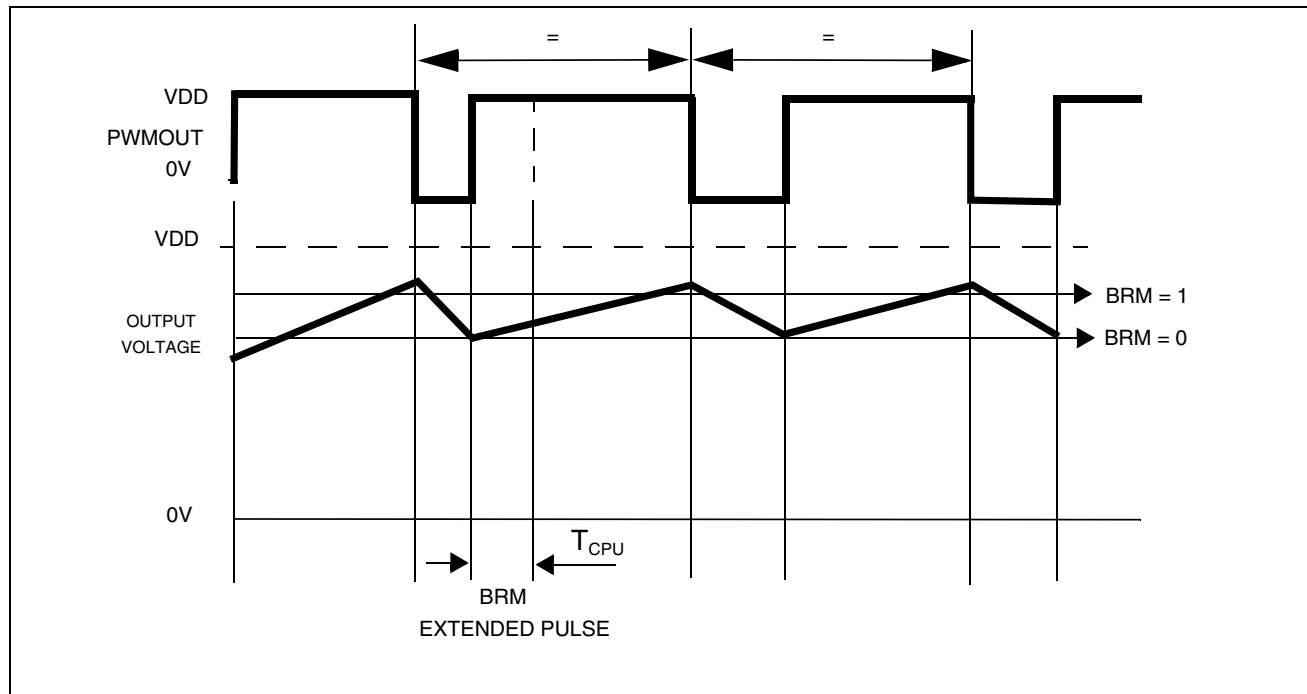 = =
VDD
PWMOUT
0V
VDD
BRM = 1
OUTPUT
VOLTAGE
BRM = 0
0V
TCPU
BRM
EXTENDED PULSE